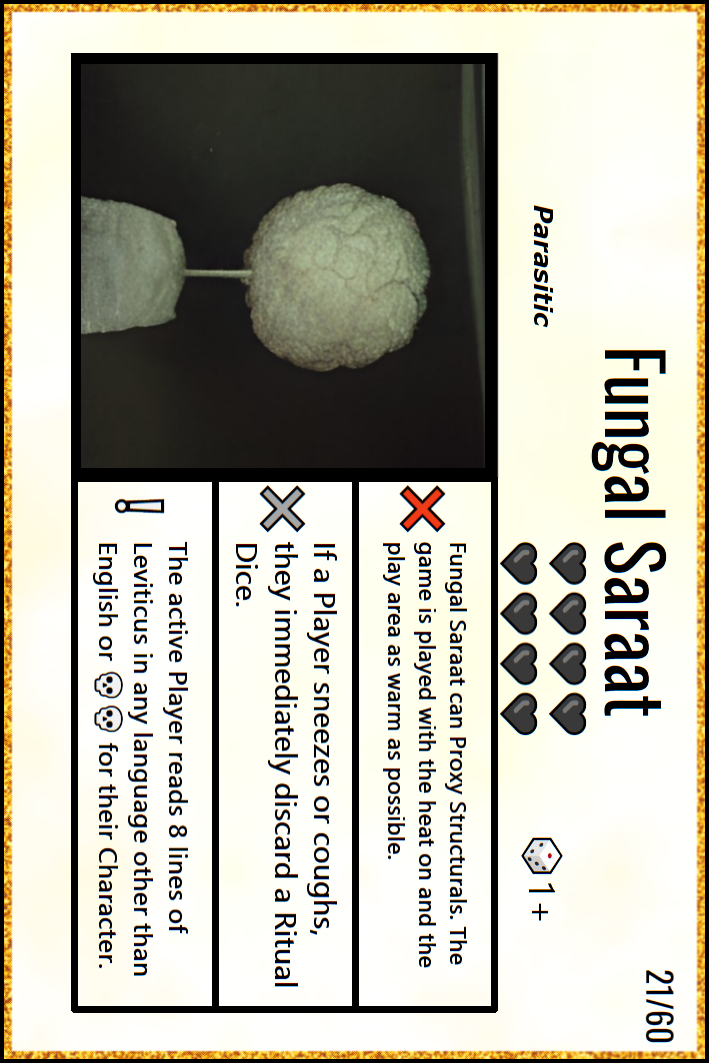 Fungal Saraat
21/60
Parasitic
🖤🖤🖤🖤
🖤🖤🖤🖤
🎲1+
❌ Fungal Saraat can Proxy Structurals. The
game is played with the heat on and the
play area as warm as possible.
If a Player sneezes or coughs,
they immediately discard a Ritual
Dice.
! The active Player reads 8 lines of
Leviticus in any language other than
English or 💀💀 for their Character.